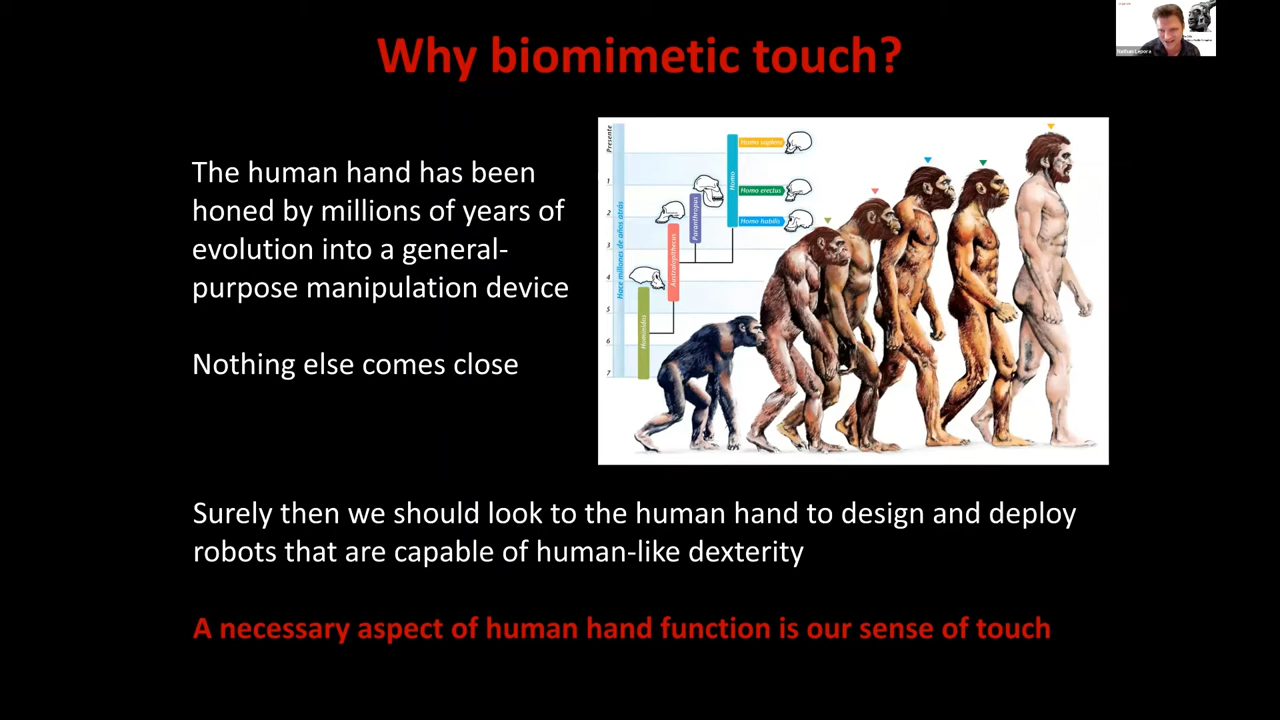 Why biomimetic touch?
Nathan Lepora
The human hand has been
honed by millions of years of
evolution into a general-
purpose manipulation device
Nothing else comes close
Presente
1
2
3
4
5
6
7
Hace millones de años atrás
Homínidos
Australopithecus
Paranthropus
Homo
Homo sapiens
Homo erectus
Homo habilis
Surely then we should look to the human hand to design and deploy
robots that are capable of human-like dexterity
A necessary aspect of human hand function is our sense of touch